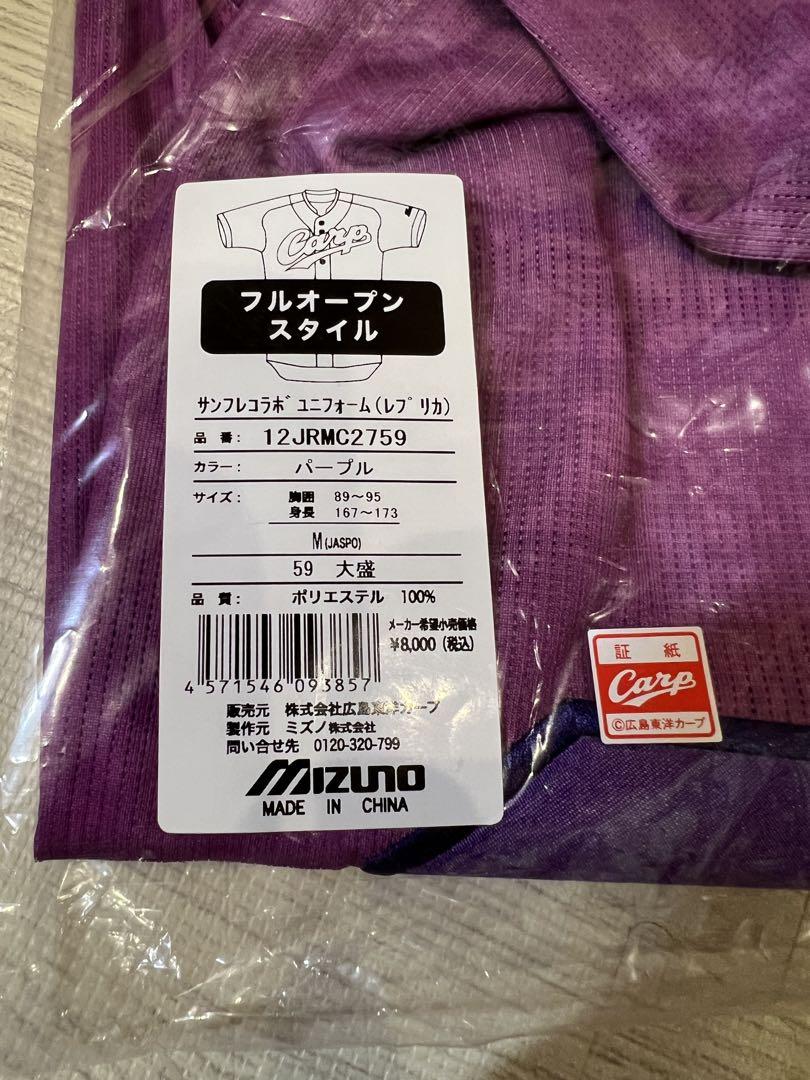 Carp
フルオープン
スタイル
サンフレコラボユニフォーム(レプリカ)
品番: 12JRMC2759
カラー: パープル
サイズ: 胸囲 89～95
身長 167～173
M(JASPO)
59 大盛
品質: ポリエステル 100%
メーカー希望小売価格
¥8,000(税込)
4 571546 093857
販売元 株式会社広島東洋カープ
製作元 ミズノ株式会社
問い合せ先 0120-320-799
MIZUNO
MADE IN CHINA
証紙
Carp
©広島東洋カープ